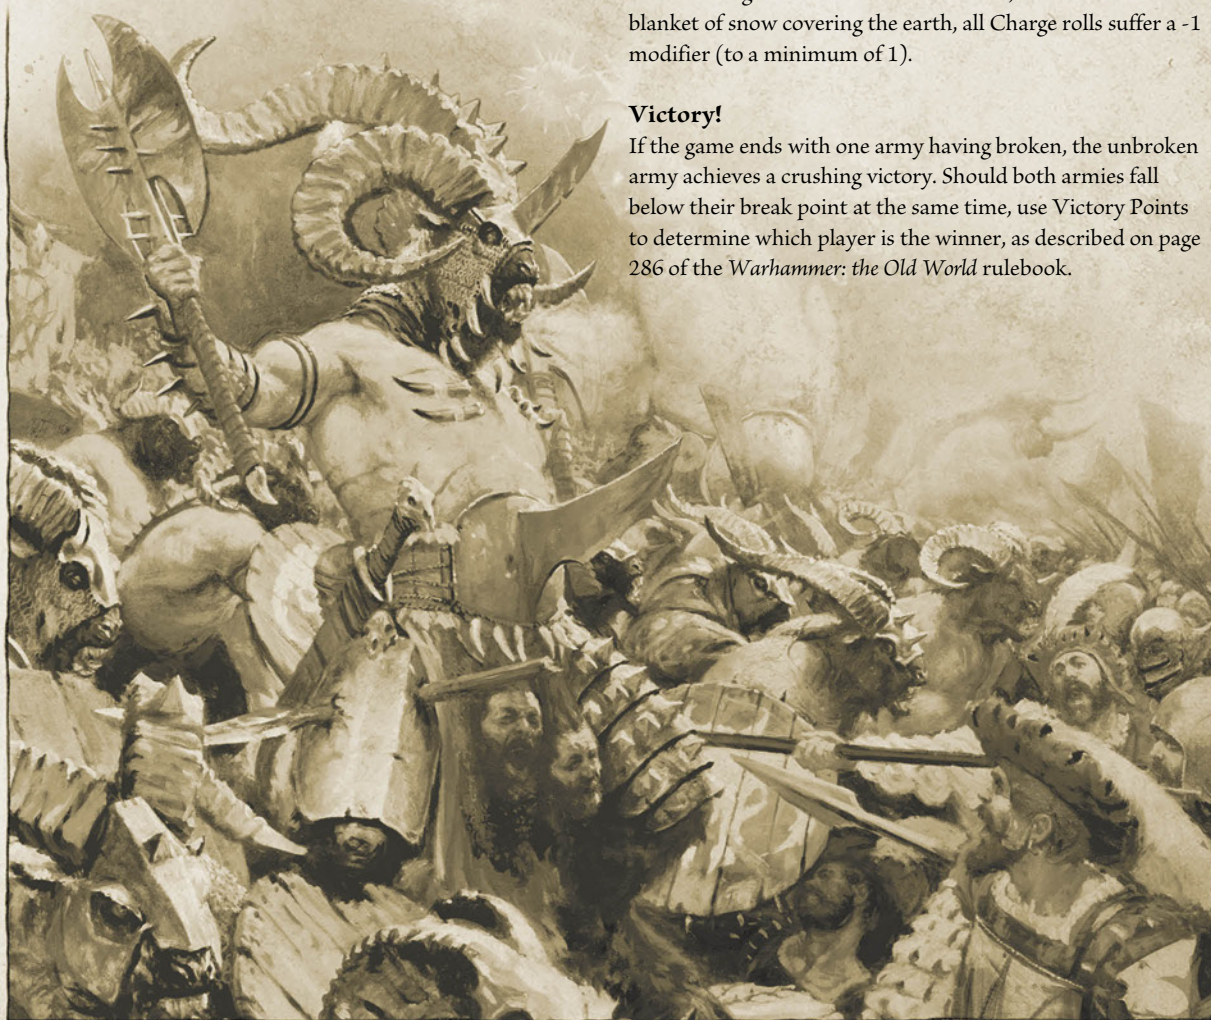 blanket of snow covering the earth, all Charge rolls suffer a -1
modifier (to a minimum of 1).
Victory!
If the game ends with one army having broken, the unbroken
army achieves a crushing victory. Should both armies fall
below their break point at the same time, use Victory Points
to determine which player is the winner, as described on page
286 of the Warhammer: the Old World rulebook.